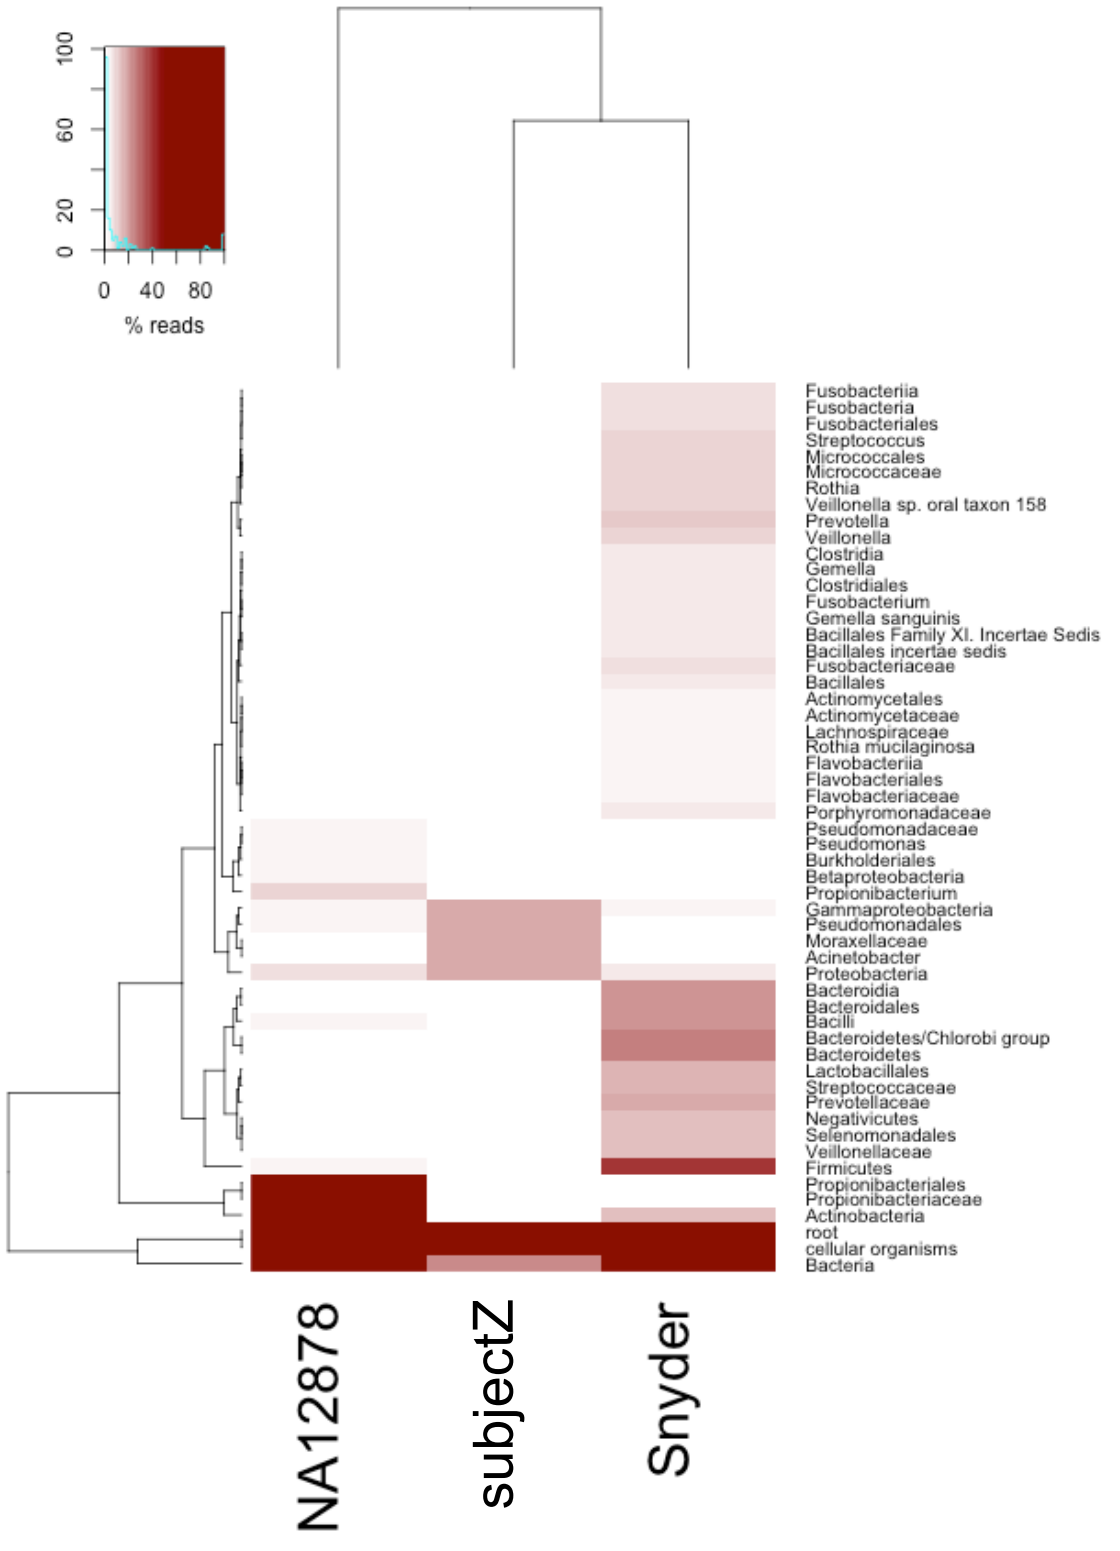 100
60
20
0
0 40 80
% reads
Fusobacteriia
Fusobacteria
Fusobacteriales
Streptococcus
Micrococcales
Micrococcaceae
Rothia
Veillonella sp. oral taxon 158
Prevotella
Veillonella
Clostridia
Gemella
Clostridiales
Fusobacterium
Gemella sanguinis
Bacillales Family XI. Incertae Sedis
Bacillales incertae sedis
Fusobacteriaceae
Bacillales
Actinomycetales
Actinomycetaceae
Lachnospiraceae
Rothia mucilaginosa
Flavobacteriia
Flavobacteriales
Flavobacteriaceae
Porphyromonadaceae
Pseudomonadaceae
Pseudomonas
Burkholderiales
Betaproteobacteria
Propionibacterium
Gammaproteobacteria
Pseudomonadales
Moraxellaceae
Acinetobacter
Proteobacteria
Bacteroidia
Bacteroidales
Bacilli
Bacteroidetes/Chlorobi group
Bacteroidetes
Lactobacillales
Streptococcaceae
Prevotellaceae
Negativicutes
Selenomonadales
Veillonellaceae
Firmicutes
Propionibacteriales
Propionibacteriaceae
Actinobacteria
root
cellular organisms
Bacteria
NA12878
subjectZ
Snyder